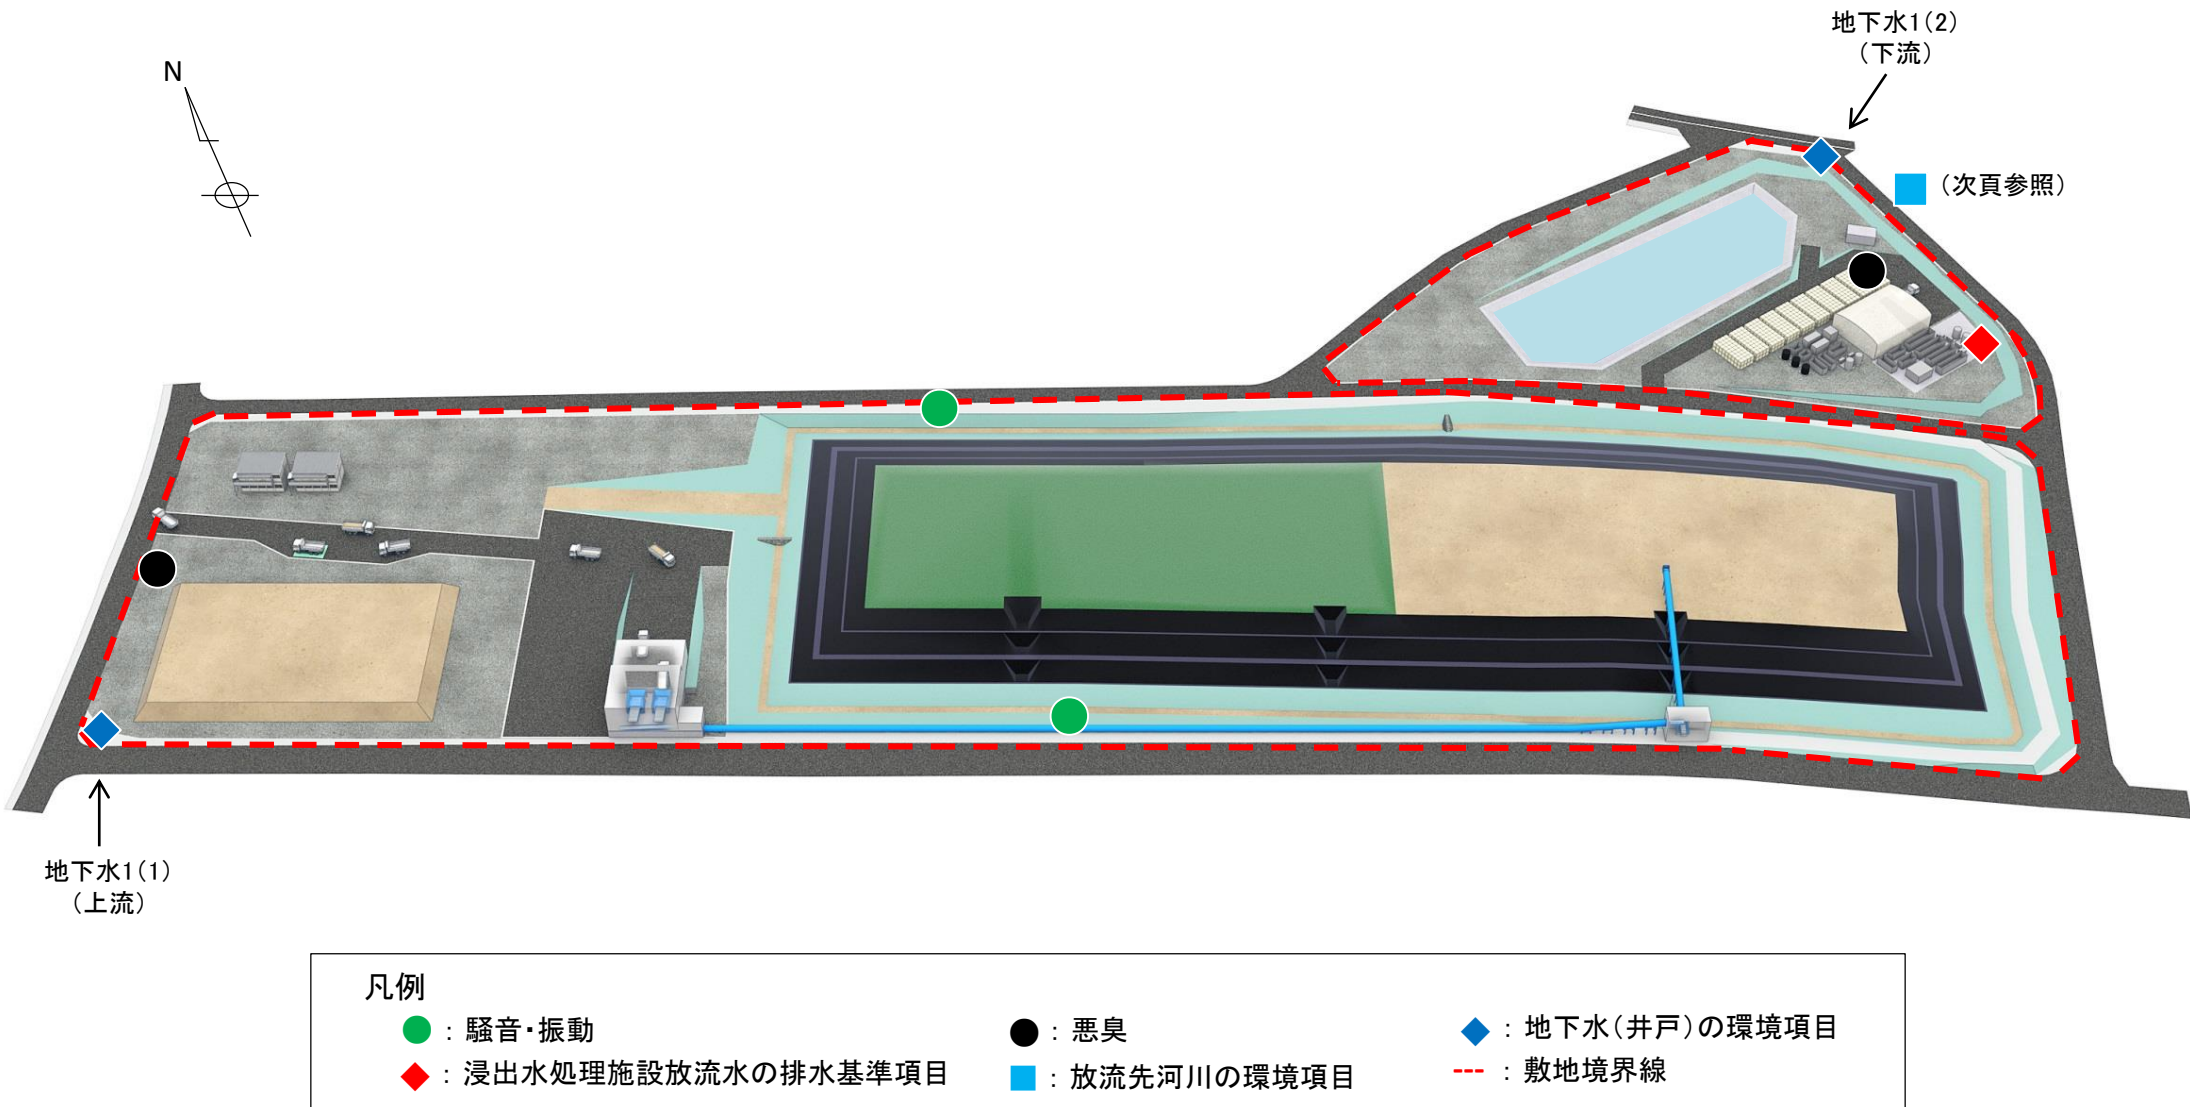 地下水1(2)
(下流)
N
(次頁参照)
地下水1(1)
(上流)
凡例
：騒音・振動
：悪臭
：地下水(井戸)の環境項目
：浸出水処理施設放流水の排水基準項目
：放流先河川の環境項目
：敷地境界線